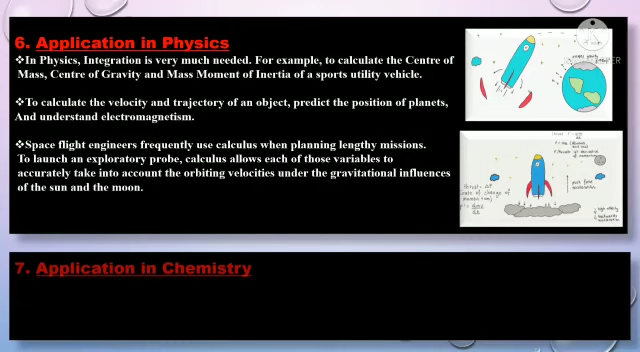 6. Application in Physics
❖In Physics, Integration is very much needed. For example, to calculate the Centre of
Mass, Centre of Gravity and Mass Moment of Inertia of a sports utility vehicle.
❖To calculate the velocity and trajectory of an object, predict the position of planets,
And understand electromagnetism.
❖Space flight engineers frequently use calculus when planning lengthy missions.
To launch an exploratory probe, calculus allows each of those variables to
accurately take into account the orbiting velocities under the gravitational influences
of the sun and the moon.
7. Application in Chemistry